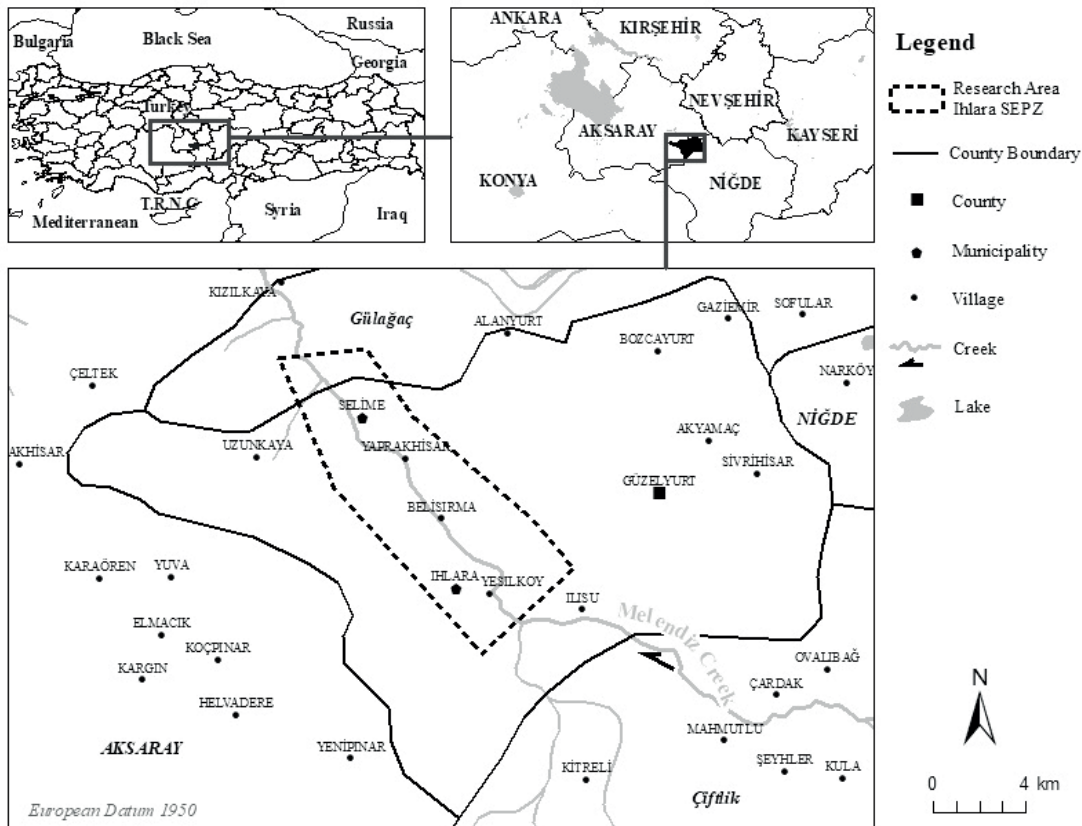 Bulgaria
Black Sea
Russia
Georgia
Turkey
T.R.N.C
Mediterranean
Syria
Iraq
ANKARA
KIRŞEHİR
NEVŞEHİR
AKSARAY
KAYSERİ
KONYA
NİĞDE
Legend
Research Area
Ihlara SEPZ
County Boundary
County
Municipality
Village
Creek
Lake
KIZILKAYA
Gülağaç
ALANYURT
GAZİEMİR
SOFULAR
BOZCAYURT
ÇELTEK
NARKÖY
SELİME
NİĞDE
AKHİSAR
UZUNKAYA
YAPRAKHİSAR
AKYAMAÇ
SİVRİHİSAR
GÜZELYURT
BELİSIRMA
KARAÖREN
YUVA
IHLARA
YESILKOY
ILISU
Melendiz Creek
ELMACIK
KOÇPINAR
KARGIN
OVALIBAĞ
ÇARDAK
HELVADERE
MAHMUTLU
AKSARAY
YENİPINAR
KİTRELİ
ŞEYHLER
KULA
Çiftlik
European Datum 1950
N
0 4 km